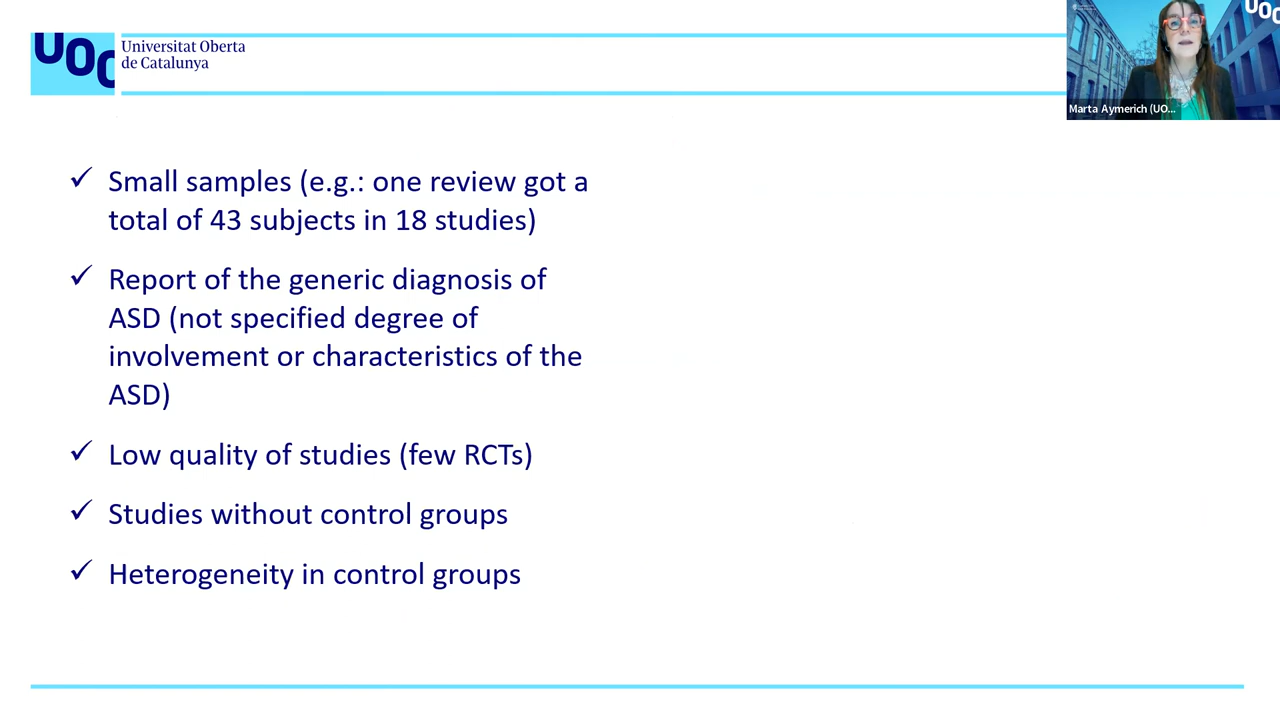 UOC
Universitat Oberta
de Catalunya
UOC
Marta Aymerich (UO...
✓ Small samples (e.g.: one review got a
total of 43 subjects in 18 studies)
✓ Report of the generic diagnosis of
ASD (not specified degree of
involvement or characteristics of the
ASD)
✓ Low quality of studies (few RCTs)
✓ Studies without control groups
✓ Heterogeneity in control groups